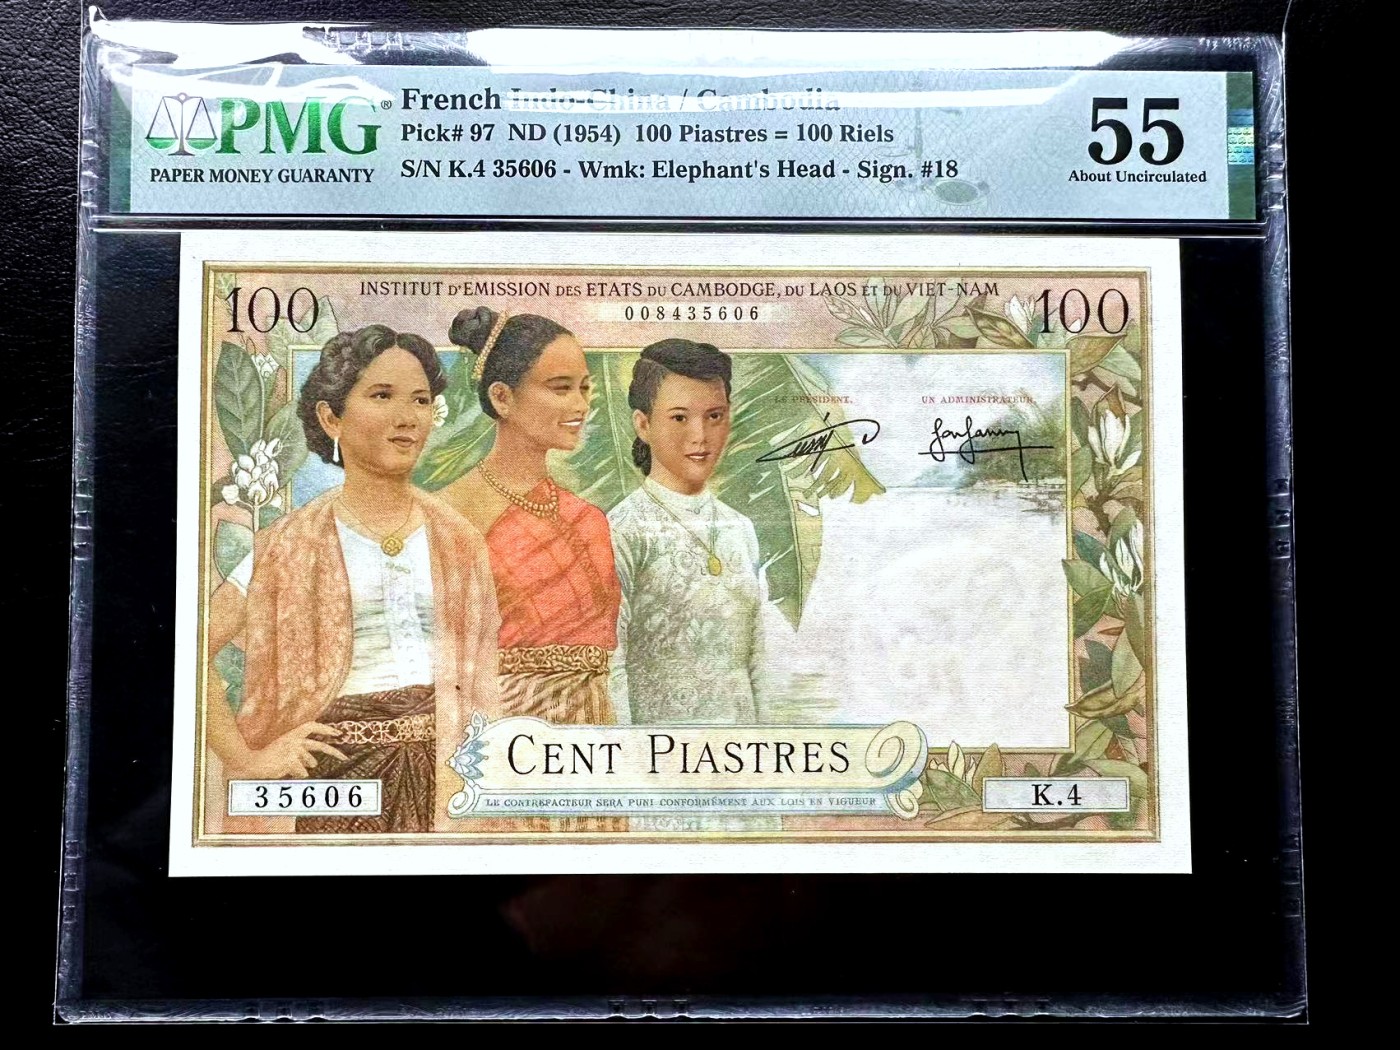 PMG®
PAPER MONEY GUARANTY
French Indo-China / Cambodia
Pick# 97 ND (1954) 100 Piastres = 100 Riels
S/N K.4 35606 - Wmk: Elephant's Head - Sign. #18
55
About Uncirculated
100
INSTITUT D'EMISSION DES ETATS DU CAMBODGE, DU LAOS ET DU VIET-NAM
100
008435606
LE PRÉSIDENT,
UN ADMINISTRATEUR,
CENT PIASTRES
LE CONTREFACTEUR SERA PUNI CONFORMÉMENT AUX LOIS EN VIGUEUR
35606
K.4